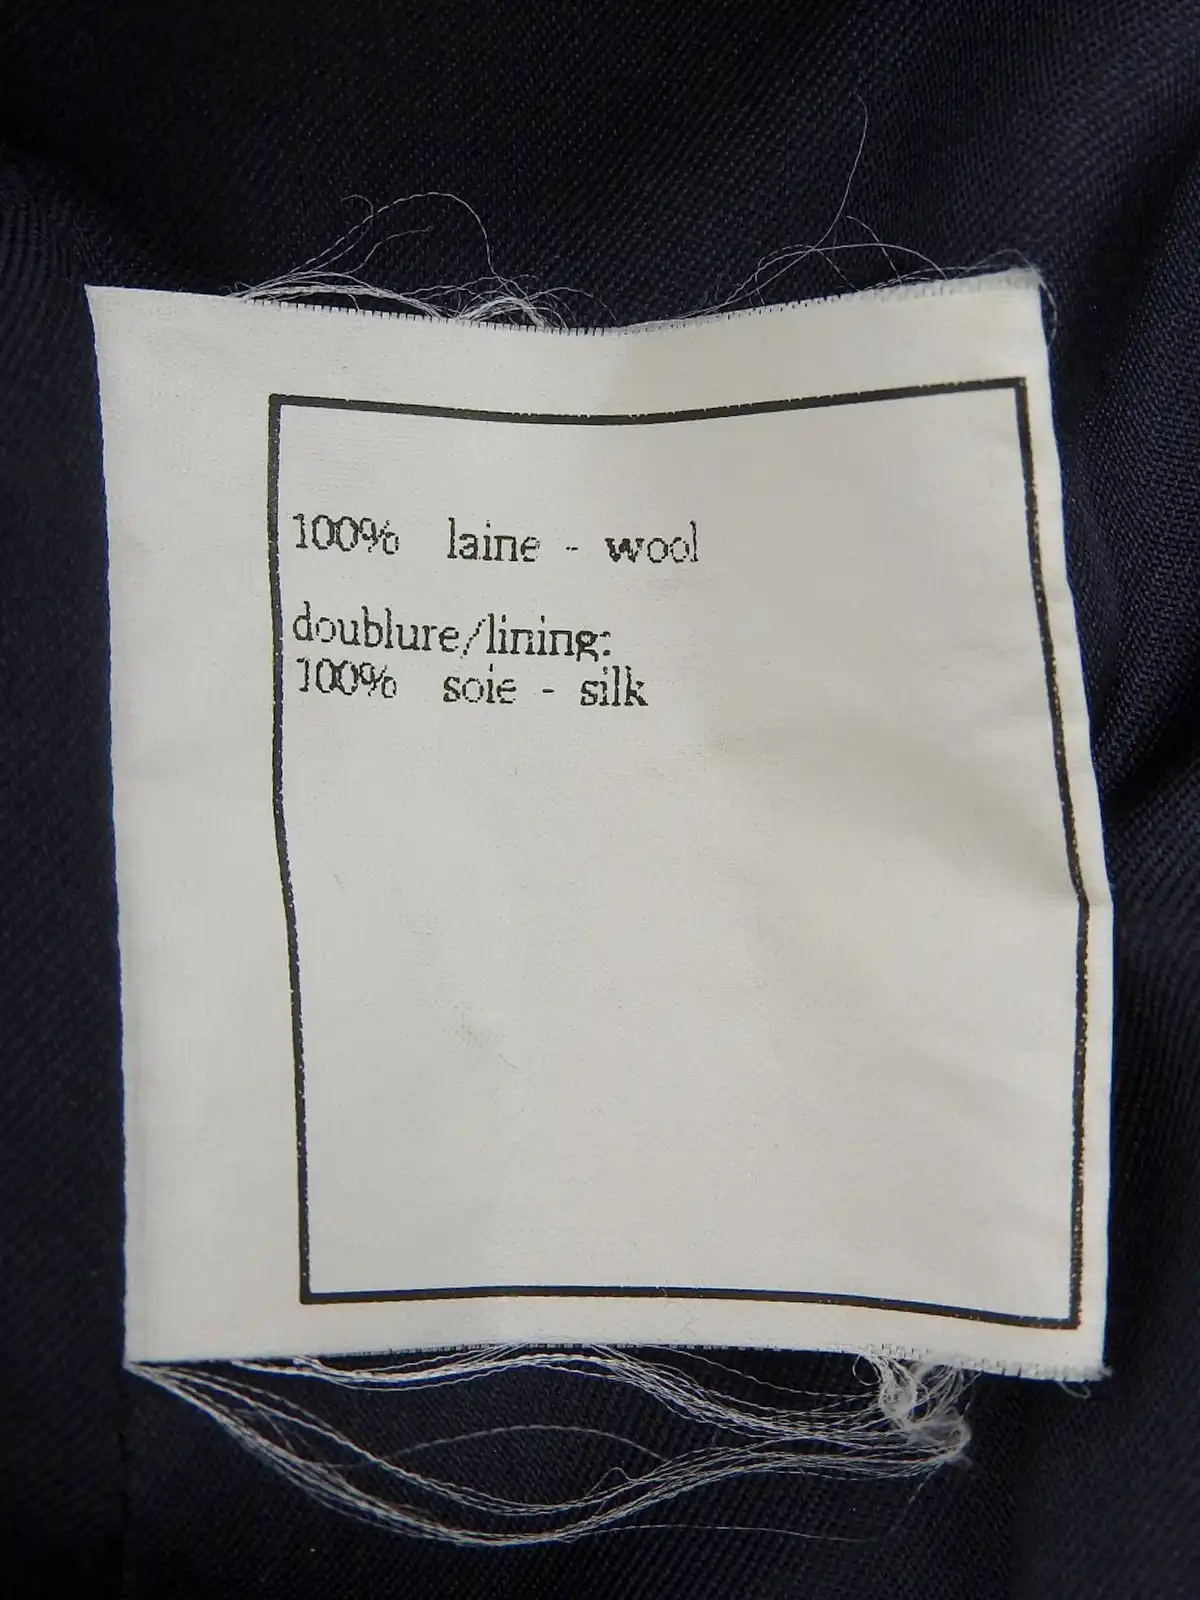 100% laine - wool
doublure/lining:
100% soie - silk